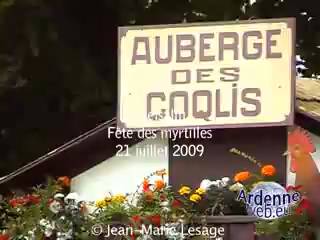 AUBERGE
DES
COQLIS
Fête des myrtilles
21 juillet 2009
Ardenne
web.eu
© Jean-Marie Lesage